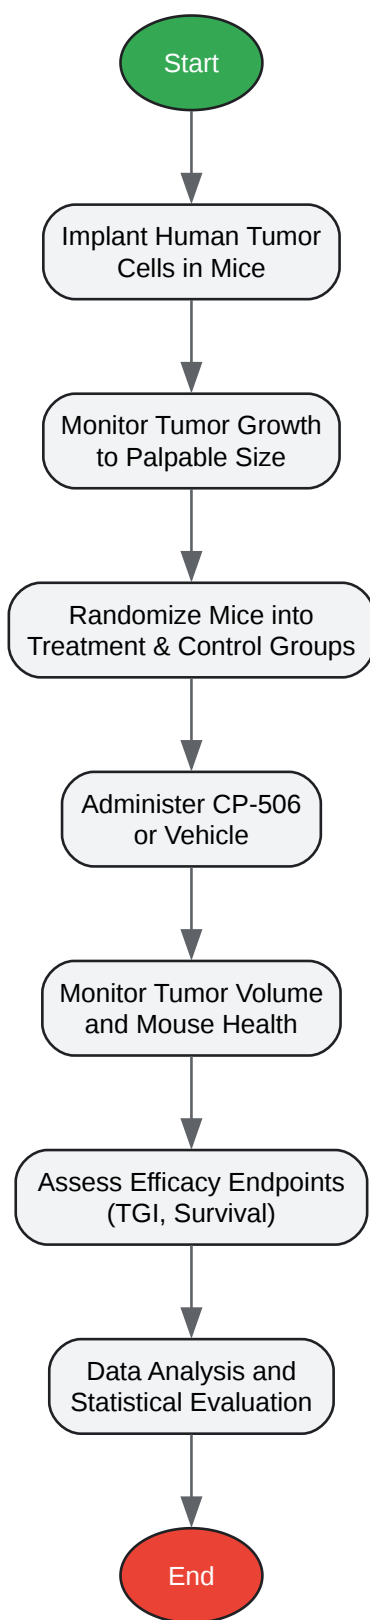 Start
Implant Human Tumor
Cells in Mice
Monitor Tumor Growth
to Palpable Size
Randomize Mice into
Treatment & Control Groups
Administer CP-506
or Vehicle
Monitor Tumor Volume
and Mouse Health
Assess Efficacy Endpoints
(TGI, Survival)
Data Analysis and
Statistical Evaluation
End